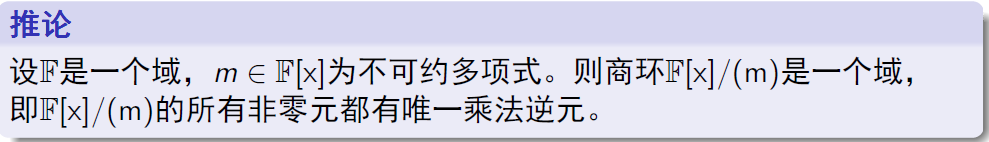 推论
设𝔽是一个域，m ∈ 𝔽[x]为不可约多项式。则商环𝔽[x]/(m)是一个域，
即𝔽[x]/(m)的所有非零元都有唯一乘法逆元。